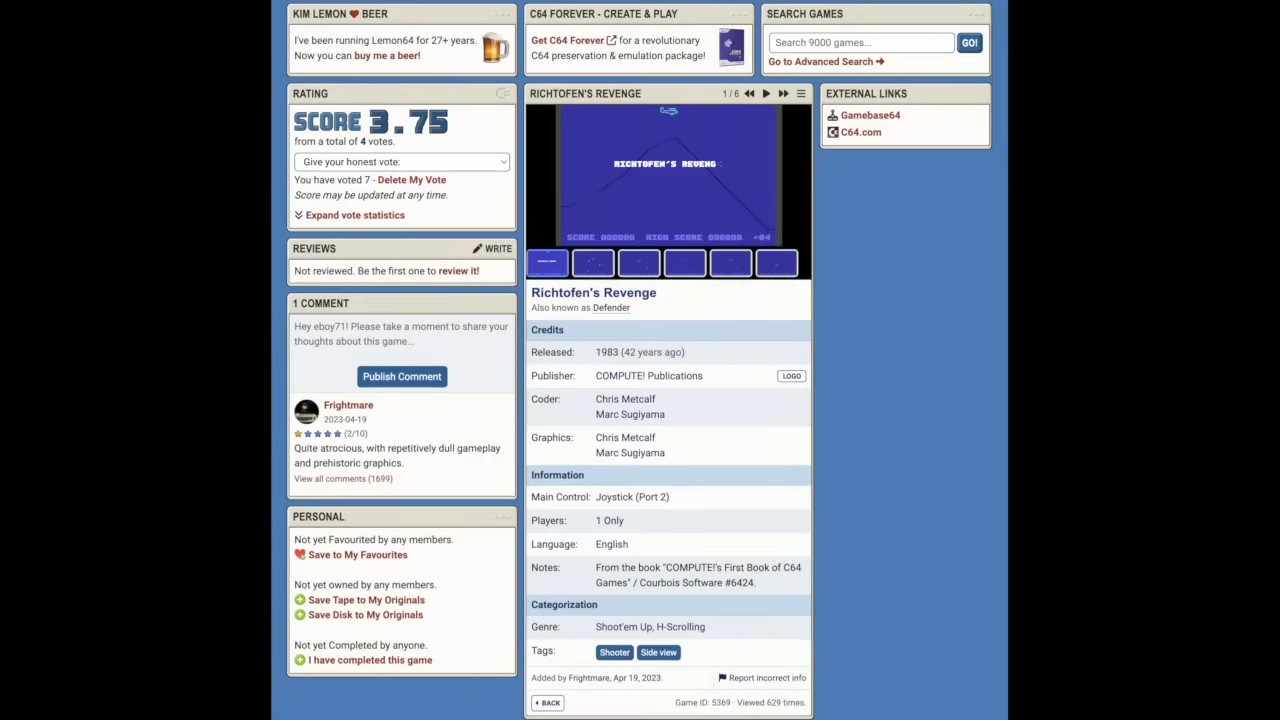 KIM LEMON ❤ BEER
I've been running Lemon64 for 27+ years.
Now you can buy me a beer!
C64 FOREVER - CREATE & PLAY
Get C64 Forever for a revolutionary
C64 preservation & emulation package!
SEARCH GAMES
Search 9000 games...
GO!
Go to Advanced Search
RATING
SCORE 3.75
from a total of 4 votes.
Give your honest vote:
You have voted 7 - Delete My Vote
Score may be updated at any time.
Expand vote statistics
REVIEWS
WRITE
Not reviewed. Be the first one to review it!
1 COMMENT
Hey eboy71! Please take a moment to share your
thoughts about this game...
Publish Comment
Frightmare
2023-04-19
(2/10)
Quite atrocious, with repetitively dull gameplay
and prehistoric graphics.
View all comments (1699)
PERSONAL
Not yet Favourited by any members.
Save to My Favourites
Not yet owned by any members.
Save Tape to My Originals
Save Disk to My Originals
Not yet Completed by anyone.
I have completed this game
RICHTOFEN'S REVENGE
1 / 6
RICHTOFEN'S REVENG
SCORE 000000 HIGH SCORE 000000
Richtofen's Revenge
Also known as Defender
Credits
Released: 1983 (42 years ago)
Publisher: COMPUTE! Publications LOGO
Coder: Chris Metcalf
Marc Sugiyama
Graphics: Chris Metcalf
Marc Sugiyama
Information
Main Control: Joystick (Port 2)
Players: 1 Only
Language: English
Notes: From the book "COMPUTE!'s First Book of C64
Games" / Courbois Software #6424.
Categorization
Genre: Shoot'em Up, H-Scrolling
Tags: Shooter Side view
Added by Frightmare, Apr 19, 2023.
Report incorrect info
BACK
Game ID: 5369 · Viewed 629 times.
EXTERNAL LINKS
Gamebase64
C64.com